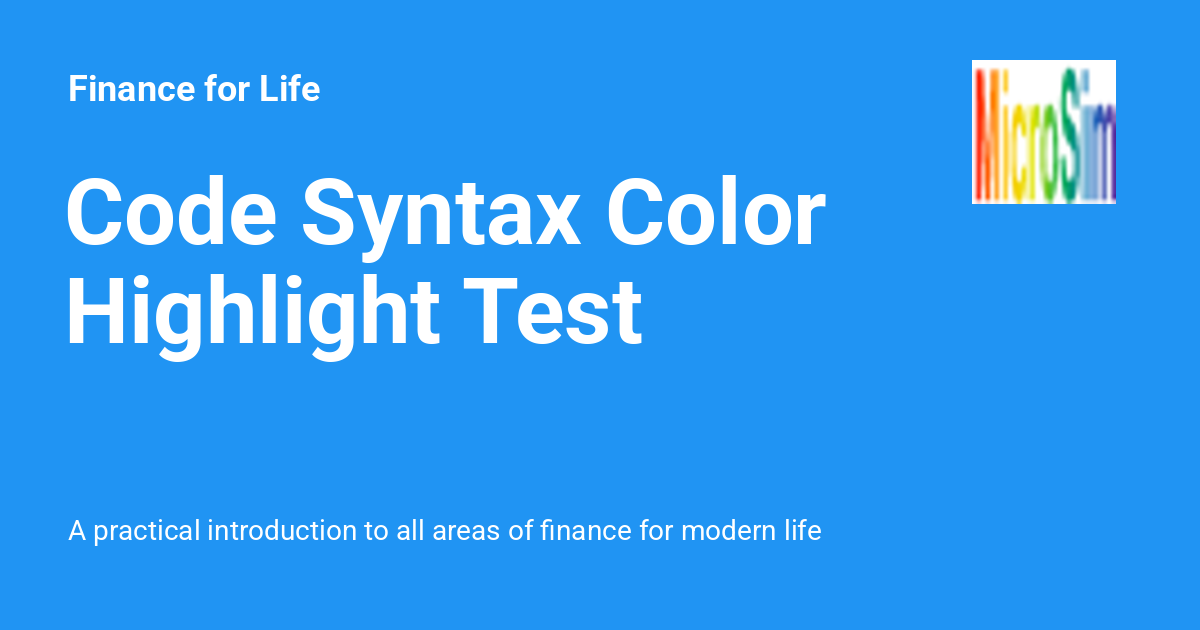 Finance for Life
MicroSim
Code Syntax Color
Highlight Test
A practical introduction to all areas of finance for modern life